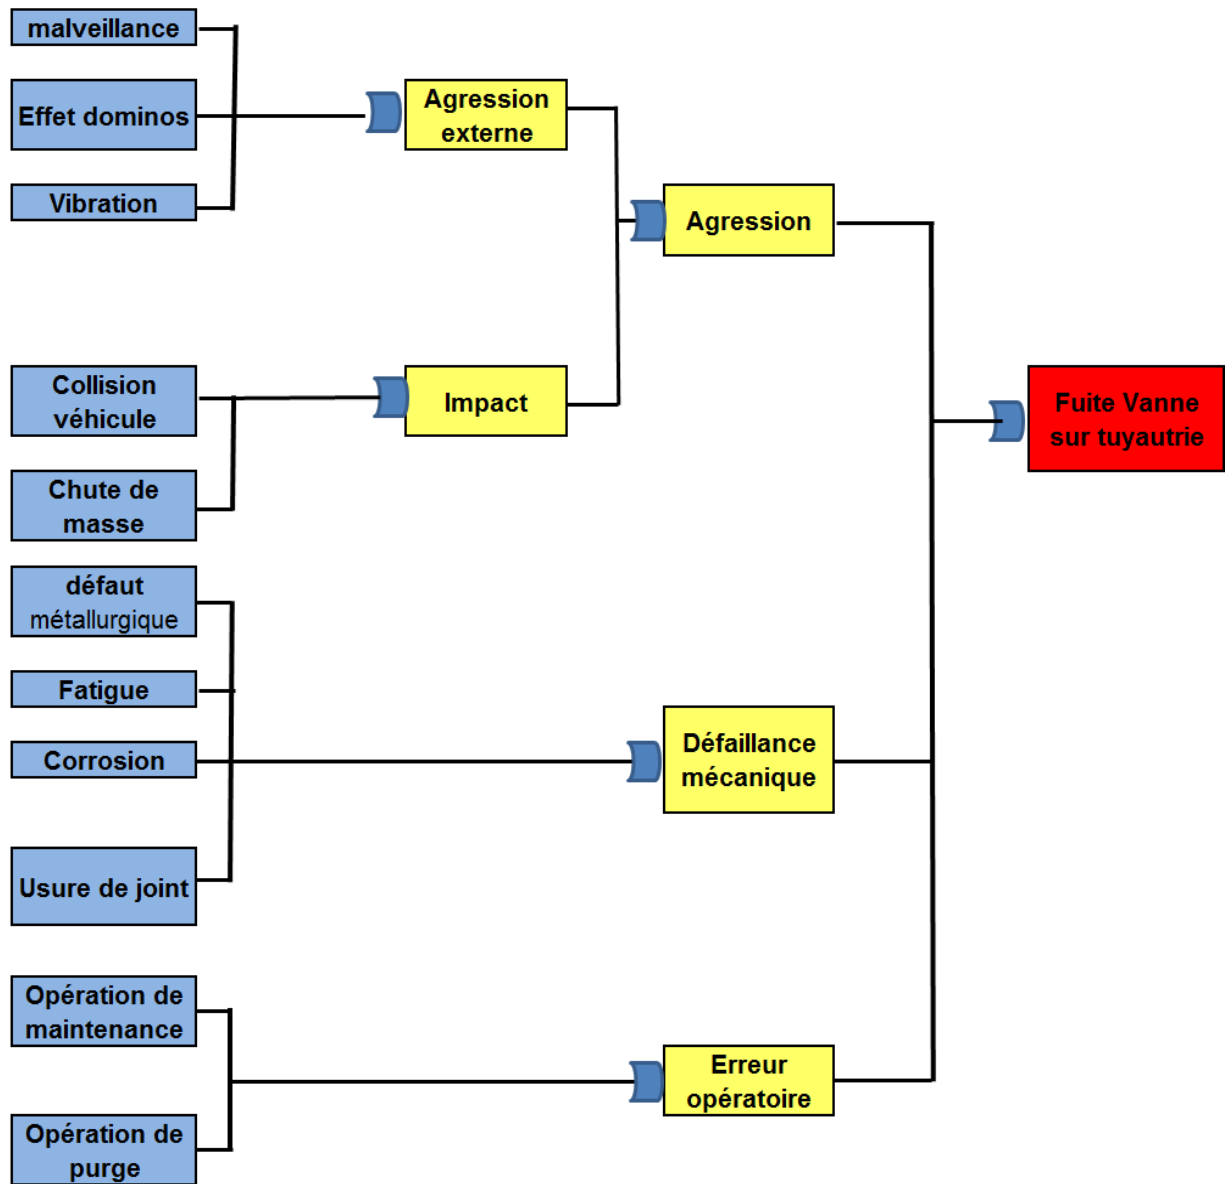 malveillance
Effet dominos
Vibration
Agression
externe
Agression
Collision
véhicule
Impact
Chute de
masse
Fuite Vanne
sur tuyautrie
défaut
métallurgique
Fatigue
Corrosion
Usure de joint
Défaillance
mécanique
Opération de
maintenance
Opération de
purge
Erreur
opératoire